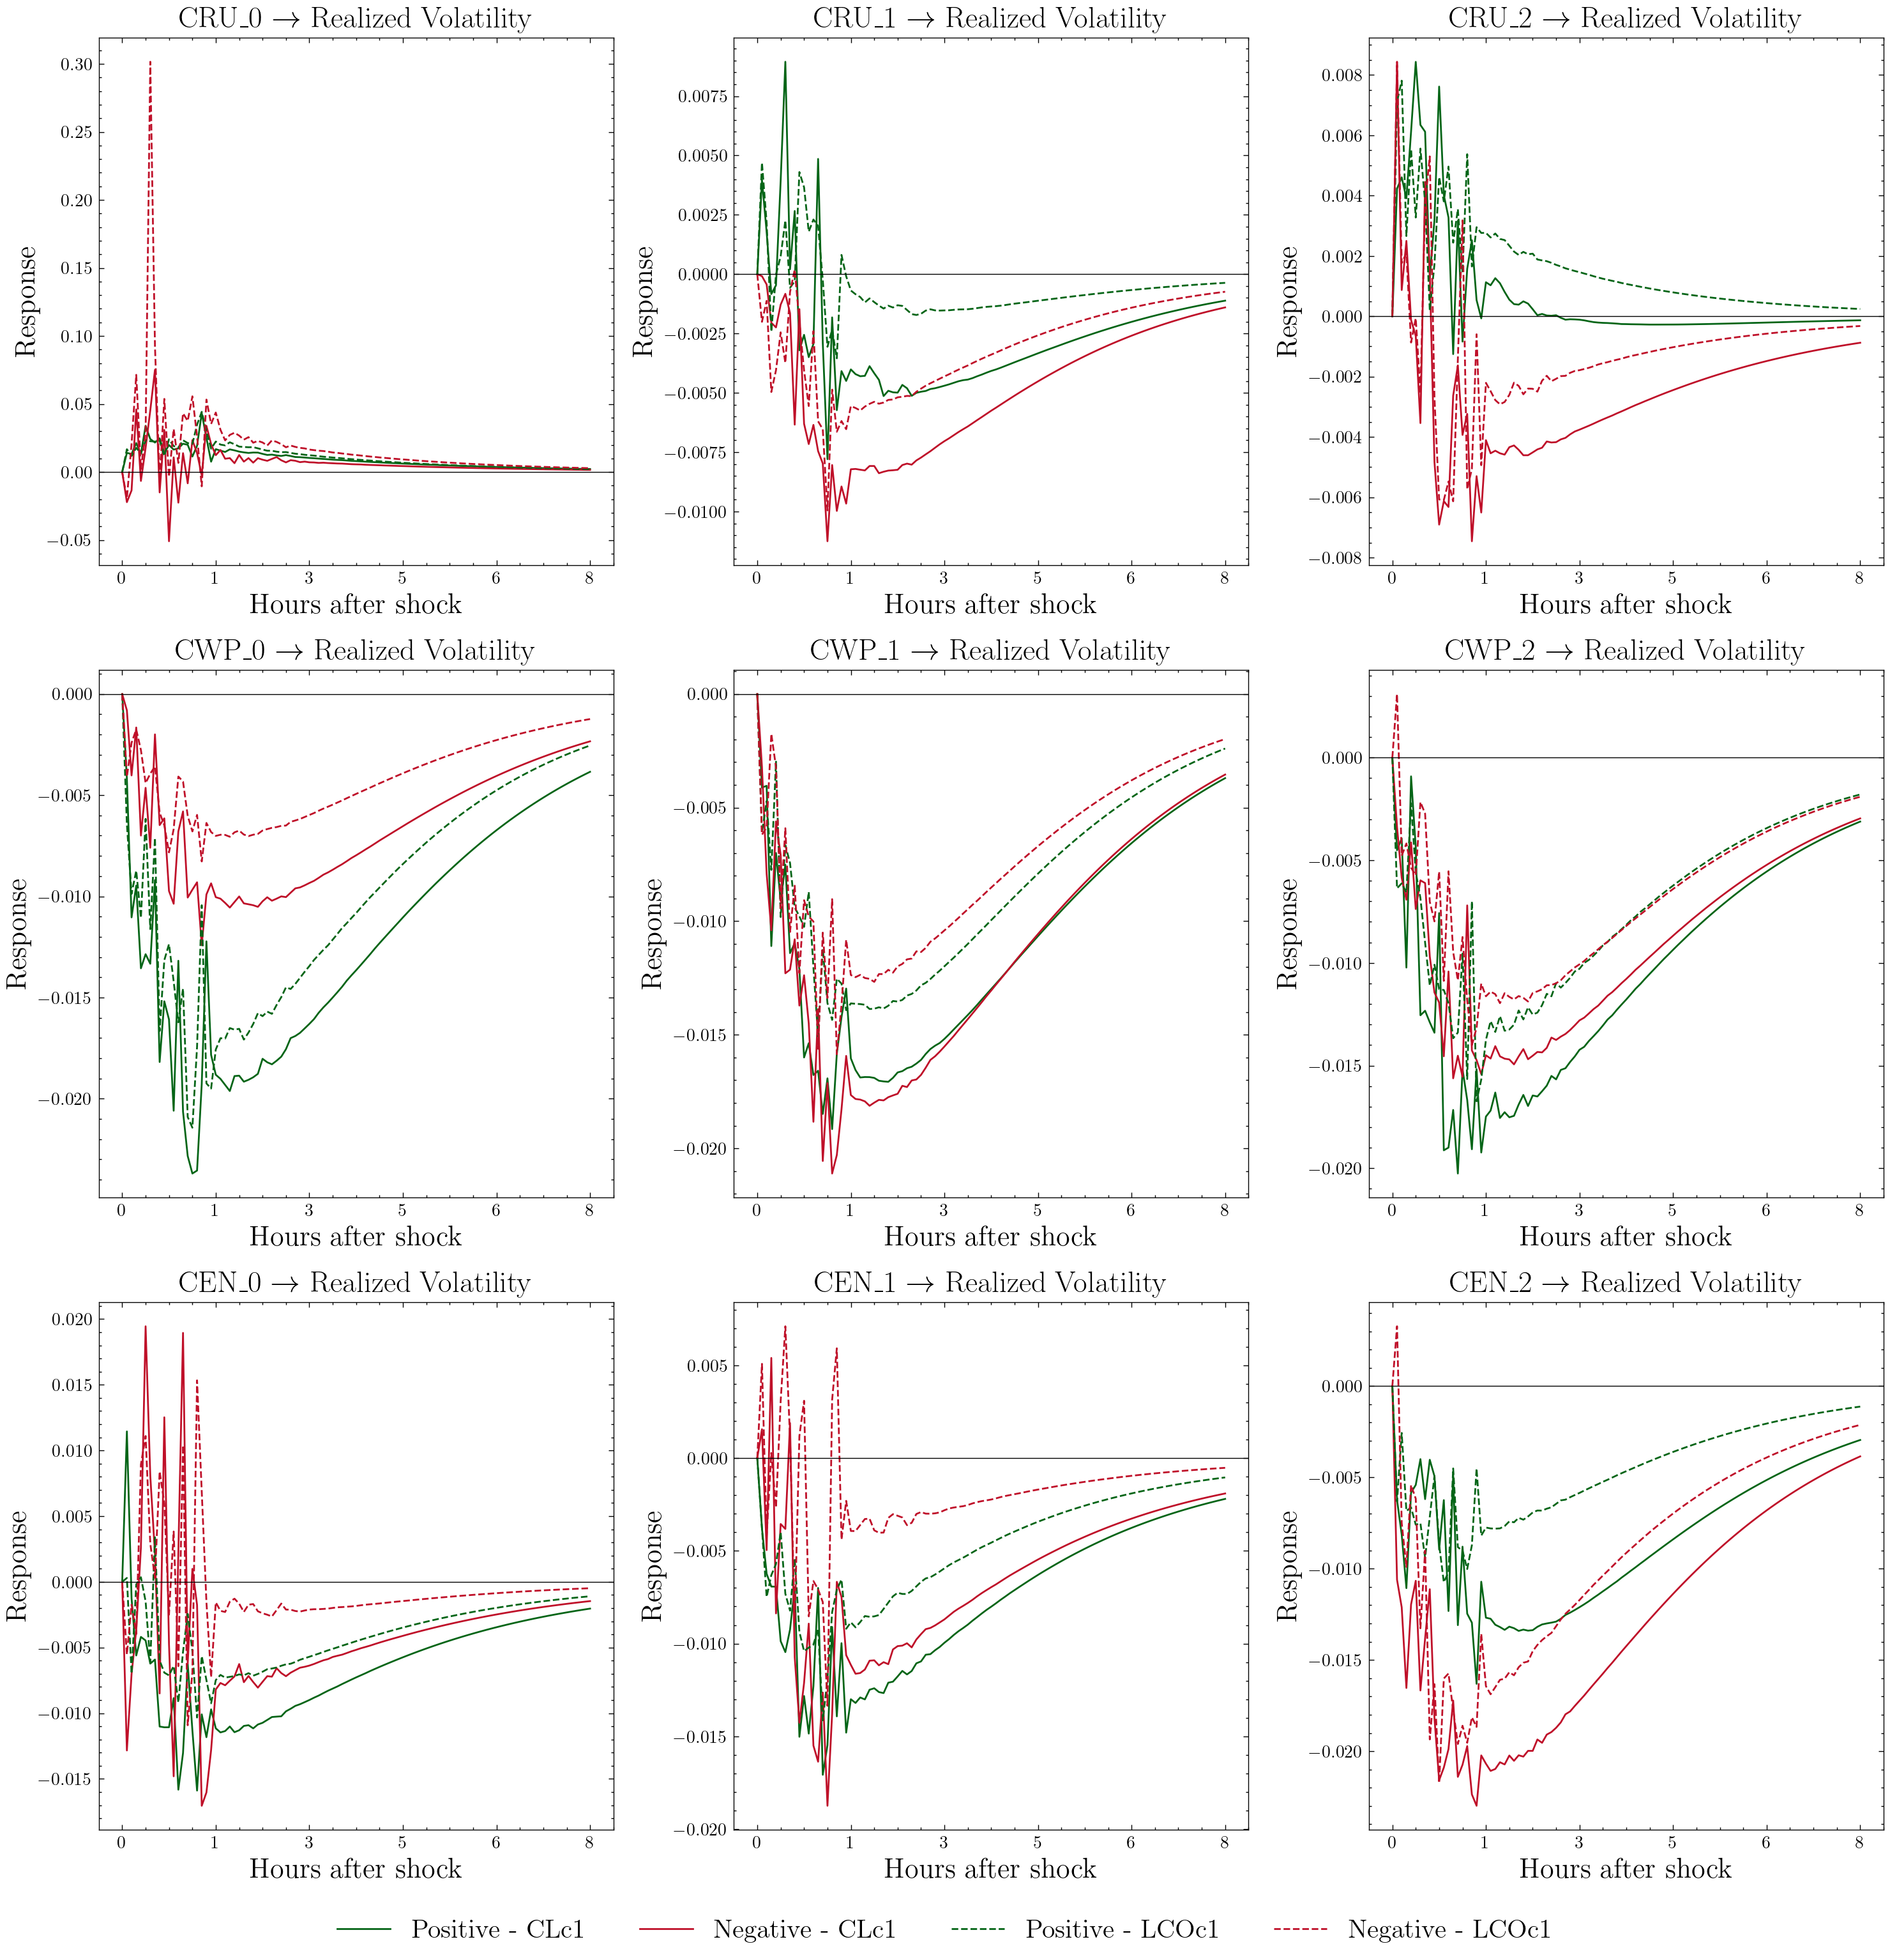 CRU_0 → Realized Volatility
0.30
0.25
0.20
0.15
0.10
0.05
0.00
−0.05
Response
0 1 3 5 6 8
Hours after shock
CRU_1 → Realized Volatility
0.0075
0.0050
0.0025
0.0000
−0.0025
−0.0050
−0.0075
−0.0100
Response
0 1 3 5 6 8
Hours after shock
CRU_2 → Realized Volatility
0.008
0.006
0.004
0.002
0.000
−0.002
−0.004
−0.006
−0.008
Response
0 1 3 5 6 8
Hours after shock
CWP_0 → Realized Volatility
0.000
−0.005
−0.010
−0.015
−0.020
Response
0 1 3 5 6 8
Hours after shock
CWP_1 → Realized Volatility
0.000
−0.005
−0.010
−0.015
−0.020
Response
0 1 3 5 6 8
Hours after shock
CWP_2 → Realized Volatility
0.000
−0.005
−0.010
−0.015
−0.020
Response
0 1 3 5 6 8
Hours after shock
CEN_0 → Realized Volatility
0.020
0.015
0.010
0.005
0.000
−0.005
−0.010
−0.015
Response
0 1 3 5 6 8
Hours after shock
CEN_1 → Realized Volatility
0.005
0.000
−0.005
−0.010
−0.015
−0.020
Response
0 1 3 5 6 8
Hours after shock
CEN_2 → Realized Volatility
0.000
−0.005
−0.010
−0.015
−0.020
Response
0 1 3 5 6 8
Hours after shock
Positive - CLc1 Negative - CLc1 Positive - LCOc1 Negative - LCOc1